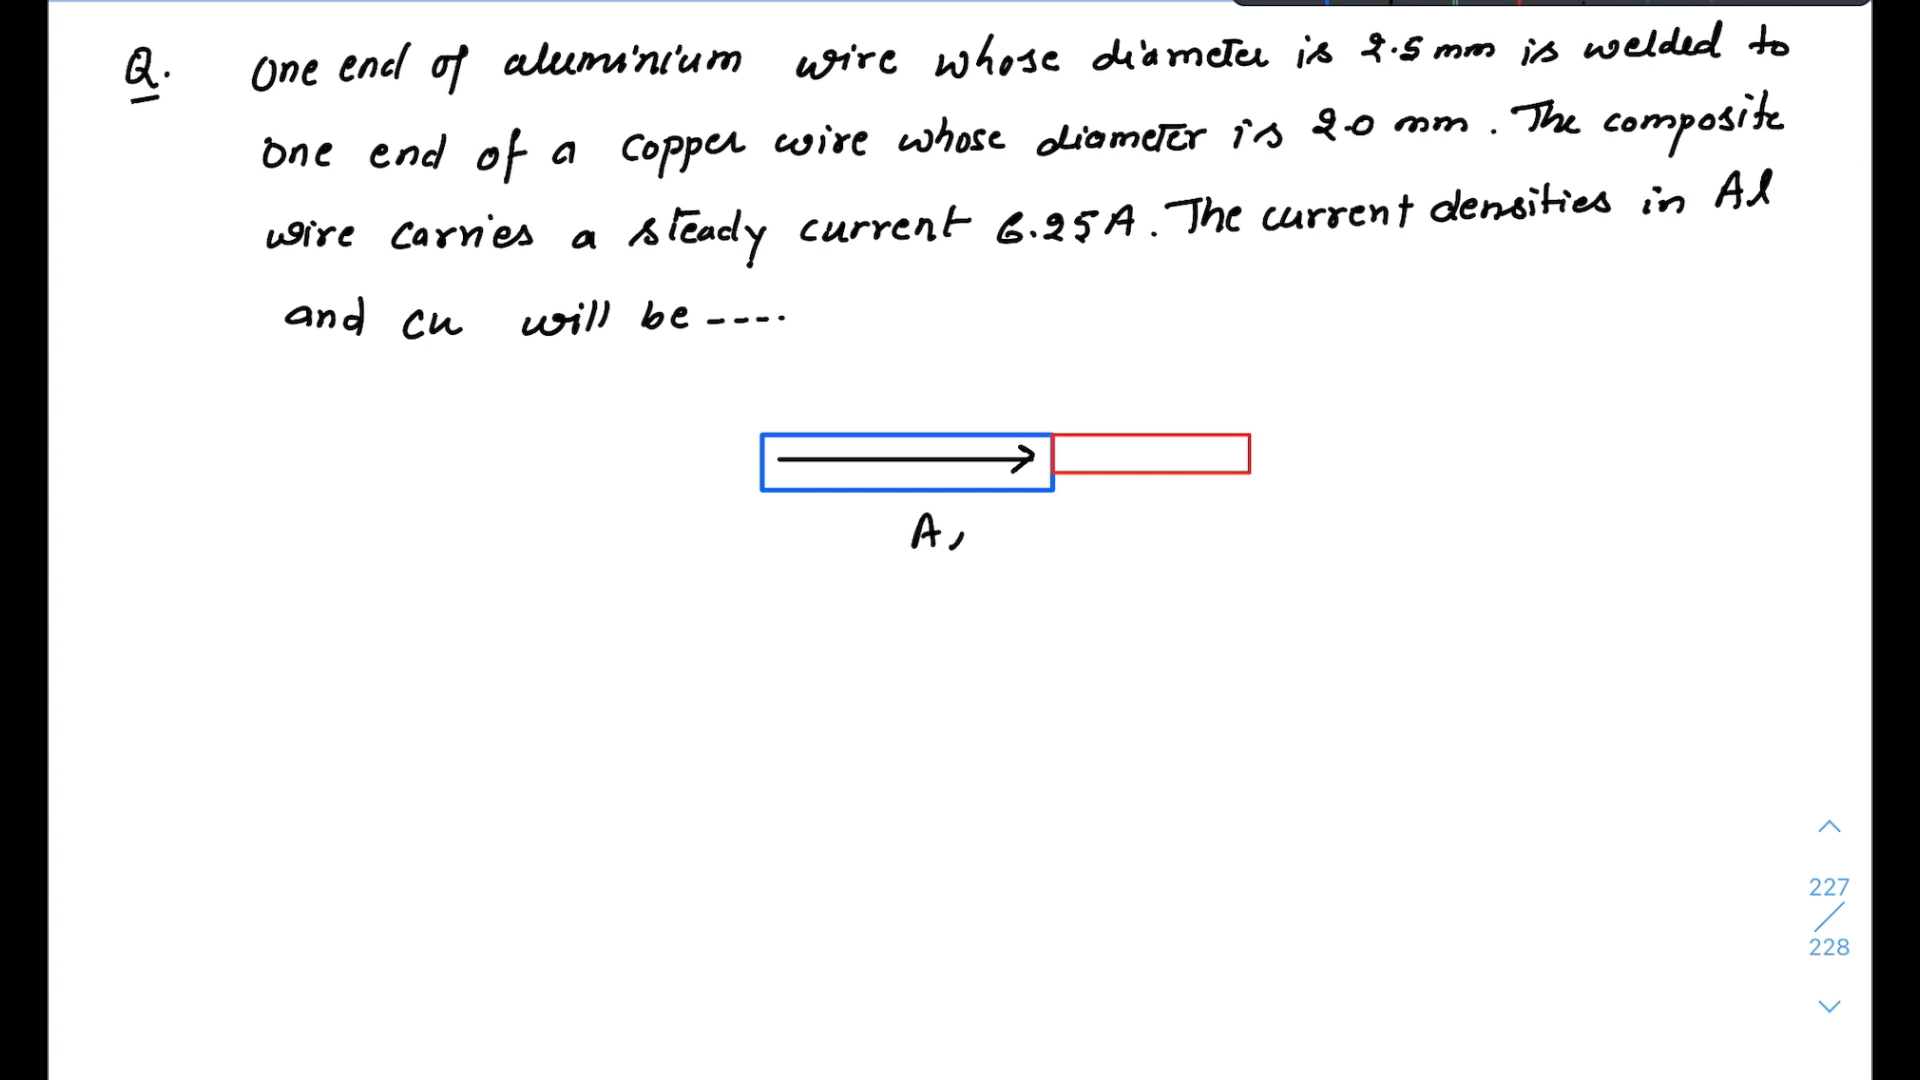 Q. One end of aluminium wire whose diameter is 2.5 mm is welded to
one end of a copper wire whose diameter is 2.0 mm. The composite
wire carries a steady current 6.25A. The current densities in Al
and cu will be ----.
A,
227
/
228